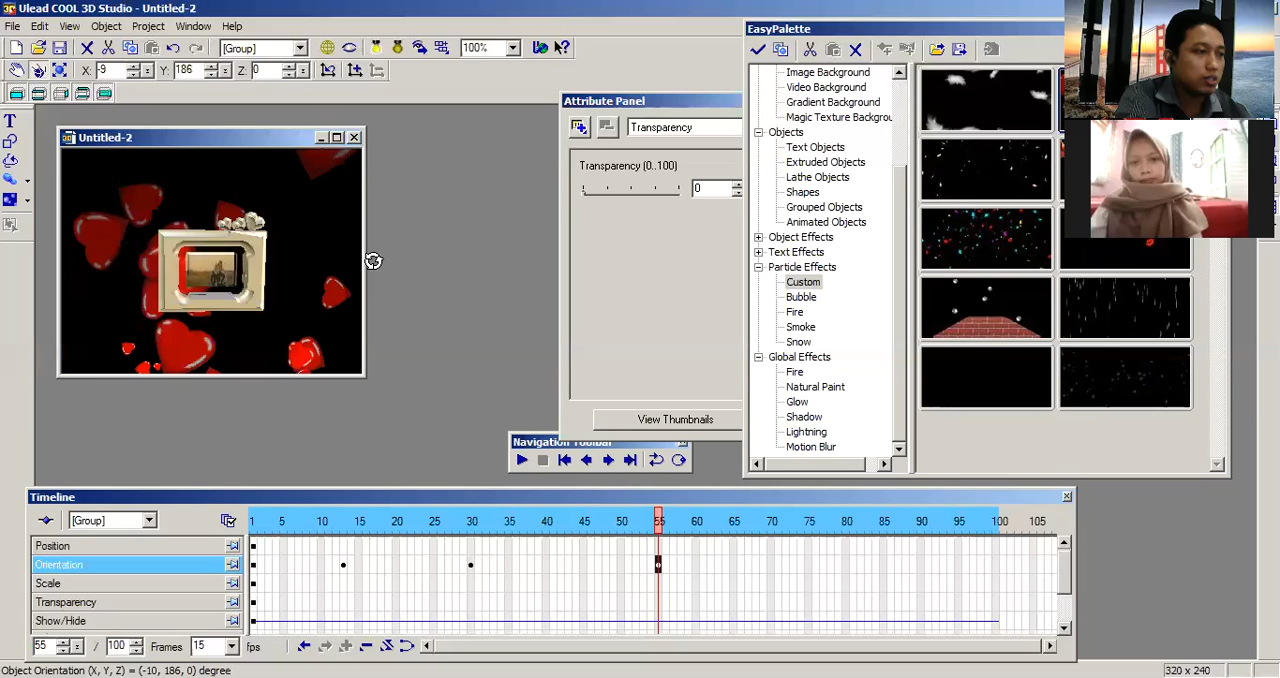 Ulead COOL 3D Studio - Untitled-2
File Edit View Object Project Window Help
[Group] 100%
X: -9 Y: 186 Z: 0
EasyPalette
Image Background
Video Background
Gradient Background
Magic Texture Backgrou
Objects
Text Objects
Extruded Objects
Lathe Objects
Shapes
Grouped Objects
Animated Objects
Object Effects
Text Effects
Particle Effects
Custom
Bubble
Fire
Smoke
Snow
Global Effects
Fire
Natural Paint
Glow
Shadow
Lightning
Motion Blur
Attribute Panel
Transparency
Transparency (0..100)
0
View Thumbnails
Untitled-2
Navigation Toolbar
Timeline
[Group]
1 5 10 15 20 25 30 35 40 45 50 55 60 65 70 75 80 85 90 95 100 105
Position
Orientation
Scale
Transparency
Show/Hide
55 / 100 Frames 15 fps
Object Orientation (X, Y, Z) = (-10, 186, 0) degree
320 x 240